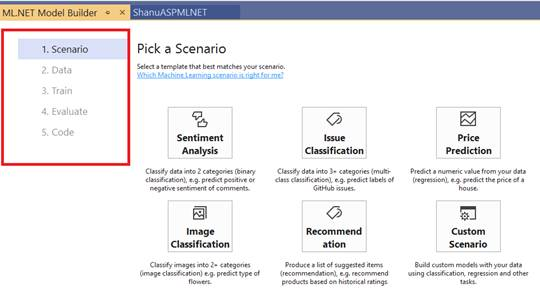 ML.NET Model Builder
ShanuASPMLNET
1. Scenario
2. Data
3. Train
4. Evaluate
5. Code
Pick a Scenario
Select a template that best matches your scenario.
Which Machine Learning scenario is right for me?
Sentiment
Analysis
Classify data into 2 categories (binary
classification), e.g. predict positive or
negative sentiment of comments.
Issue
Classification
Classify data into 3+ categories (multi-
class classification), e.g. predict labels of
GitHub issues.
Price
Prediction
Predict a numeric value from your data
(regression), e.g. predict the price of a
house.
Image
Classification
Classify images into 2+ categories
(image classification) e.g. predict type of
flowers.
Recommend
ation
Produce a list of suggested items
(recommendation), e.g. recommend
products based on historical ratings
Custom
Scenario
Build custom models with your data
using classification, regression and other
tasks.